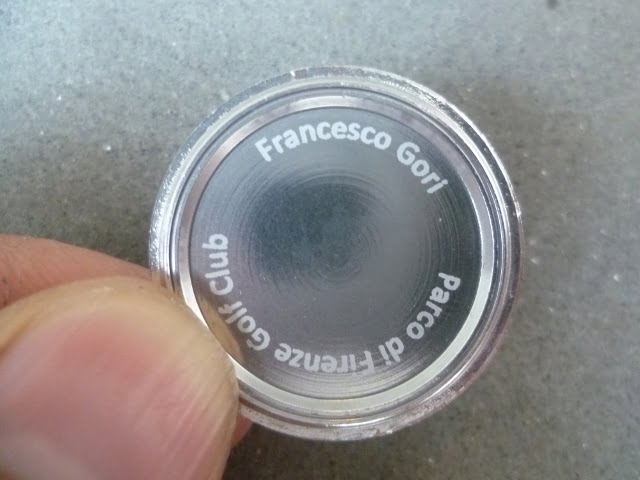 Francesco Gori
Parco di Firenze Golf Club